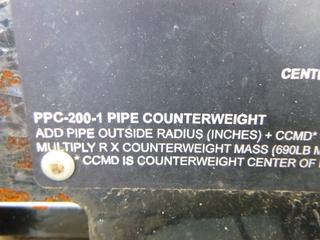 CENT
PPC-200-1 PIPE COUNTERWEIGHT
ADD PIPE OUTSIDE RADIUS (INCHES) + CCMD*
MULTIPLY R X COUNTERWEIGHT MASS (690LB M
* CCMD IS COUNTERWEIGHT CENTER OF